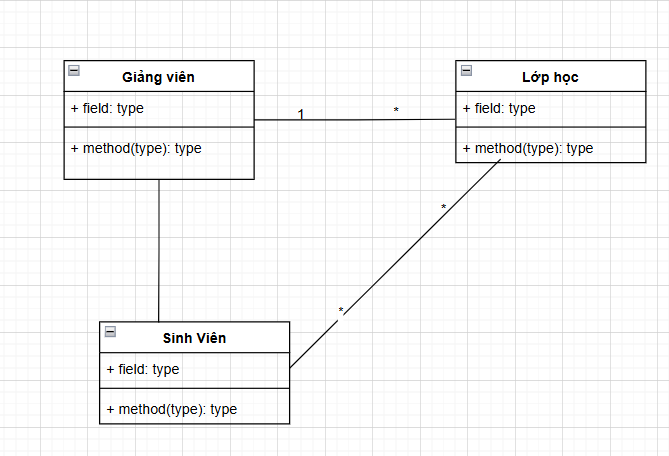 Giảng viên
+ field: type
+ method(type): type
1
*
Lớp học
+ field: type
+ method(type): type
*
*
Sinh Viên
+ field: type
+ method(type): type